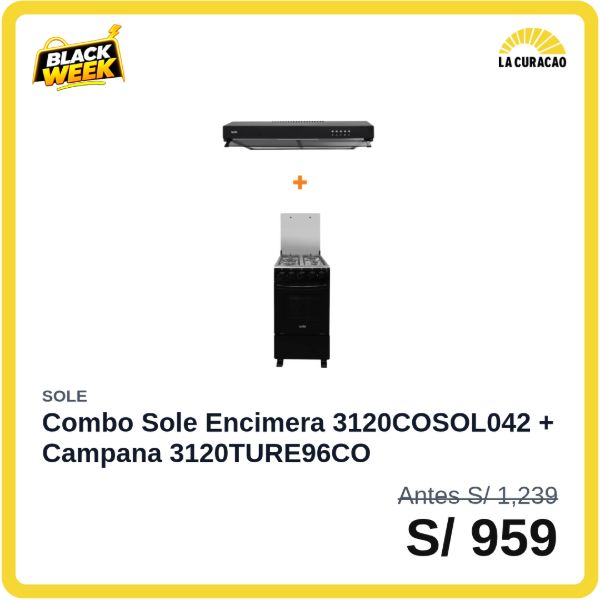 BLACK
WEEK
LA CURACAO
+
SOLE
Combo Sole Encimera 3120COSOL042 +
Campana 3120TURE96CO
Antes S/ 1,239
S/ 959